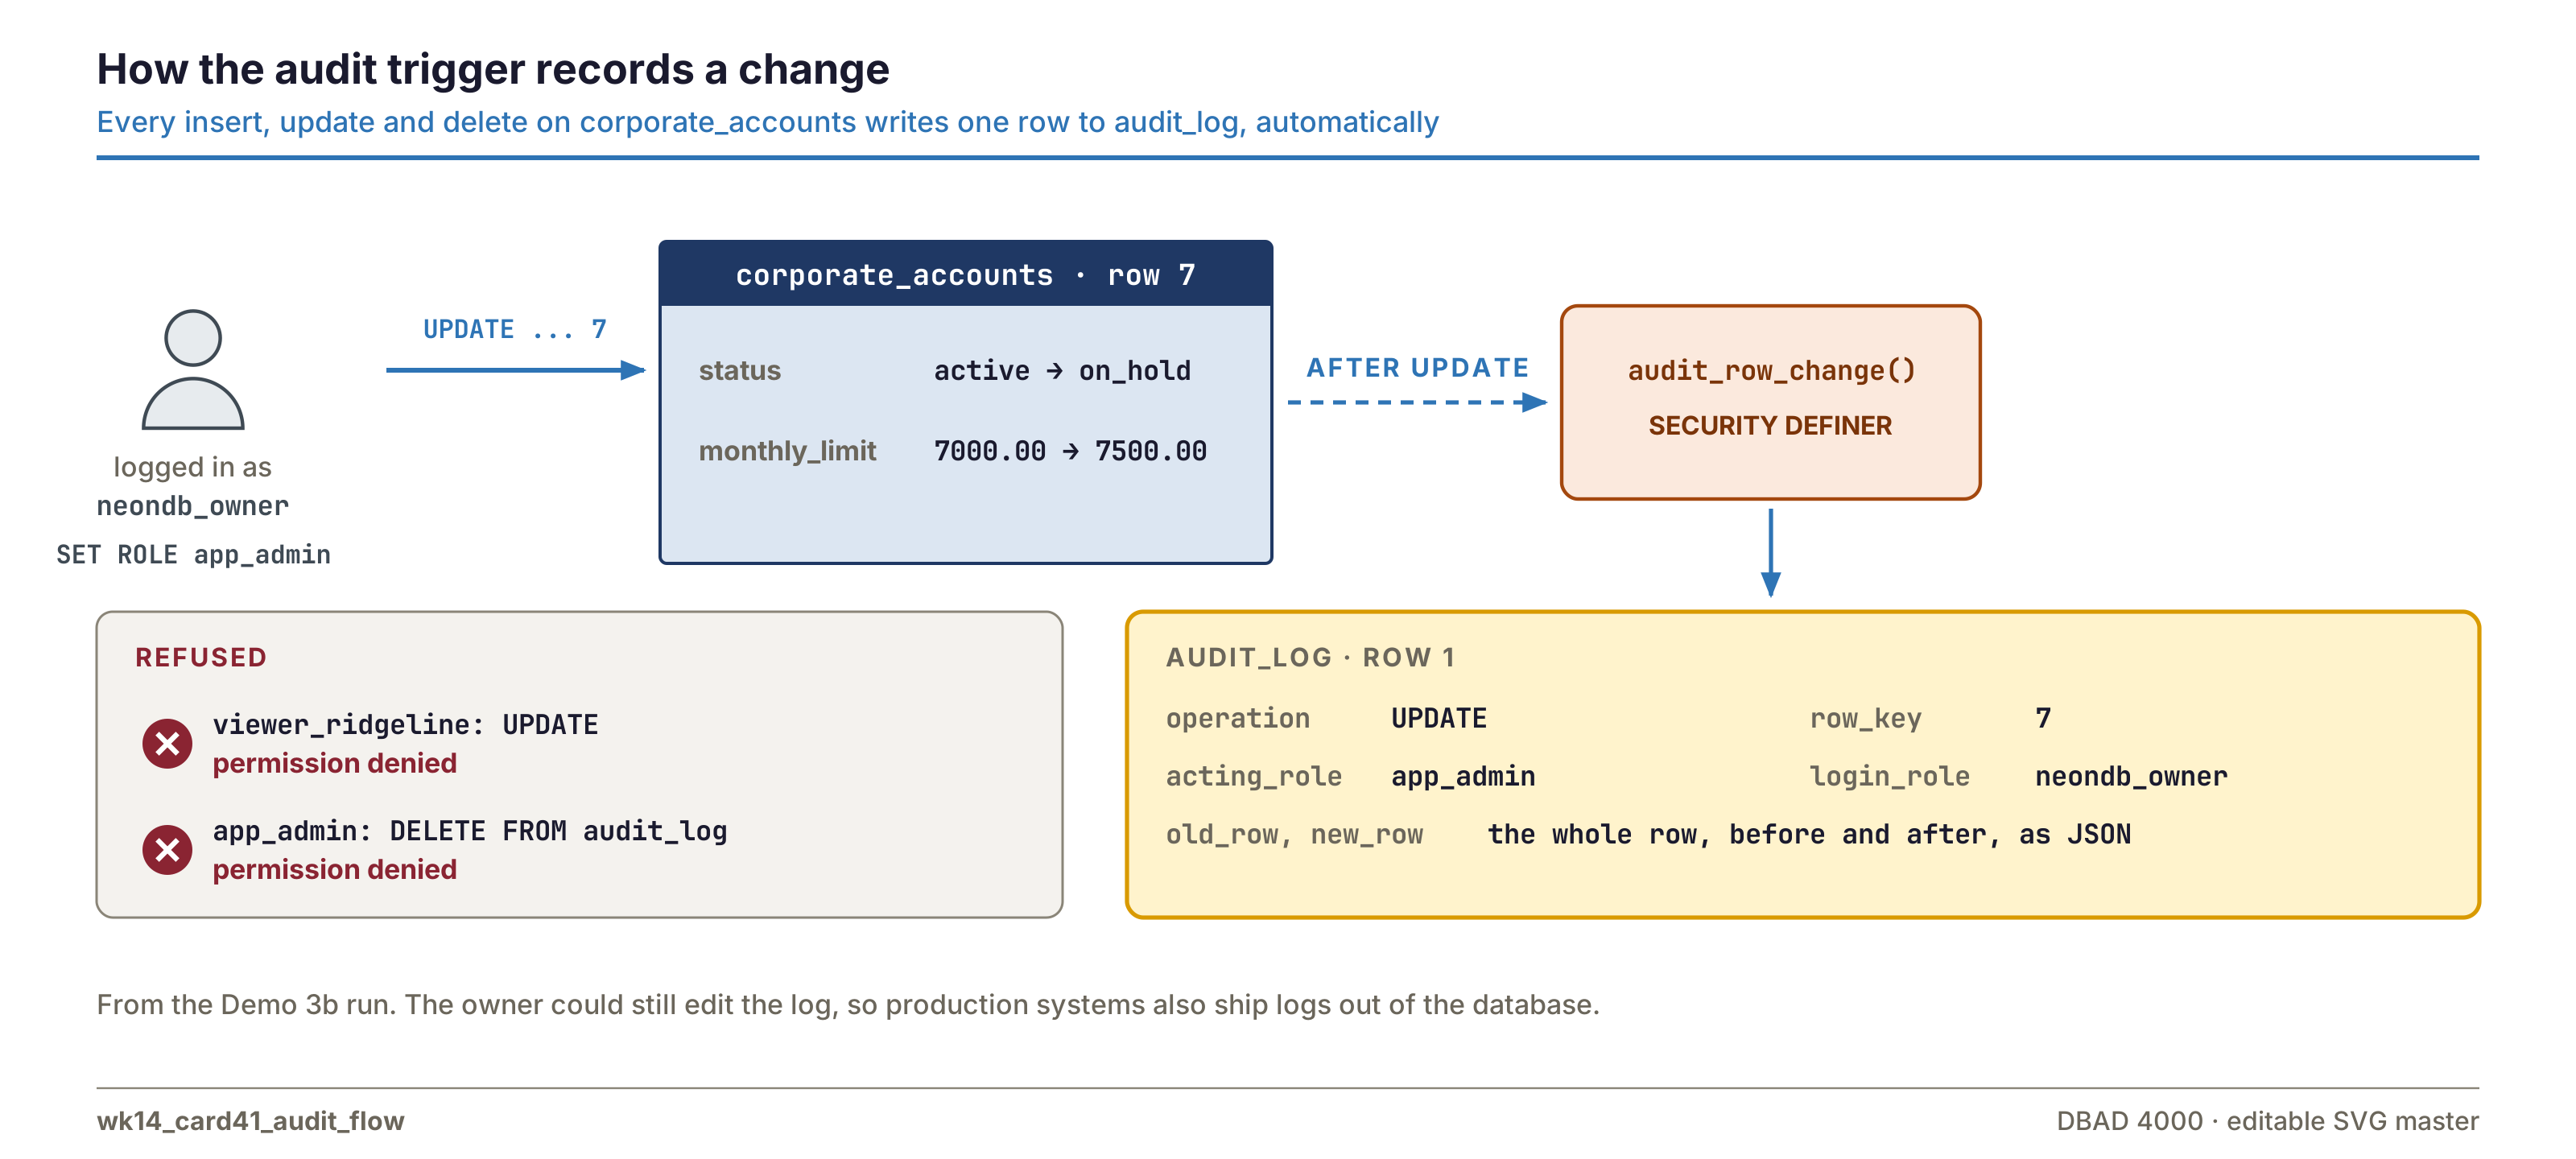 How the audit trigger records a change
Every insert, update and delete on corporate_accounts writes one row to audit_log, automatically
logged in as
neondb_owner
SET ROLE app_admin
UPDATE ... 7
corporate_accounts · row 7
status active → on_hold
monthly_limit 7000.00 → 7500.00
AFTER UPDATE
audit_row_change()
SECURITY DEFINER
REFUSED
viewer_ridgeline: UPDATE
permission denied
app_admin: DELETE FROM audit_log
permission denied
AUDIT_LOG · ROW 1
operation UPDATE row_key 7
acting_role app_admin login_role neondb_owner
old_row, new_row the whole row, before and after, as JSON
From the Demo 3b run. The owner could still edit the log, so production systems also ship logs out of the database.
wk14_card41_audit_flow
DBAD 4000 · editable SVG master